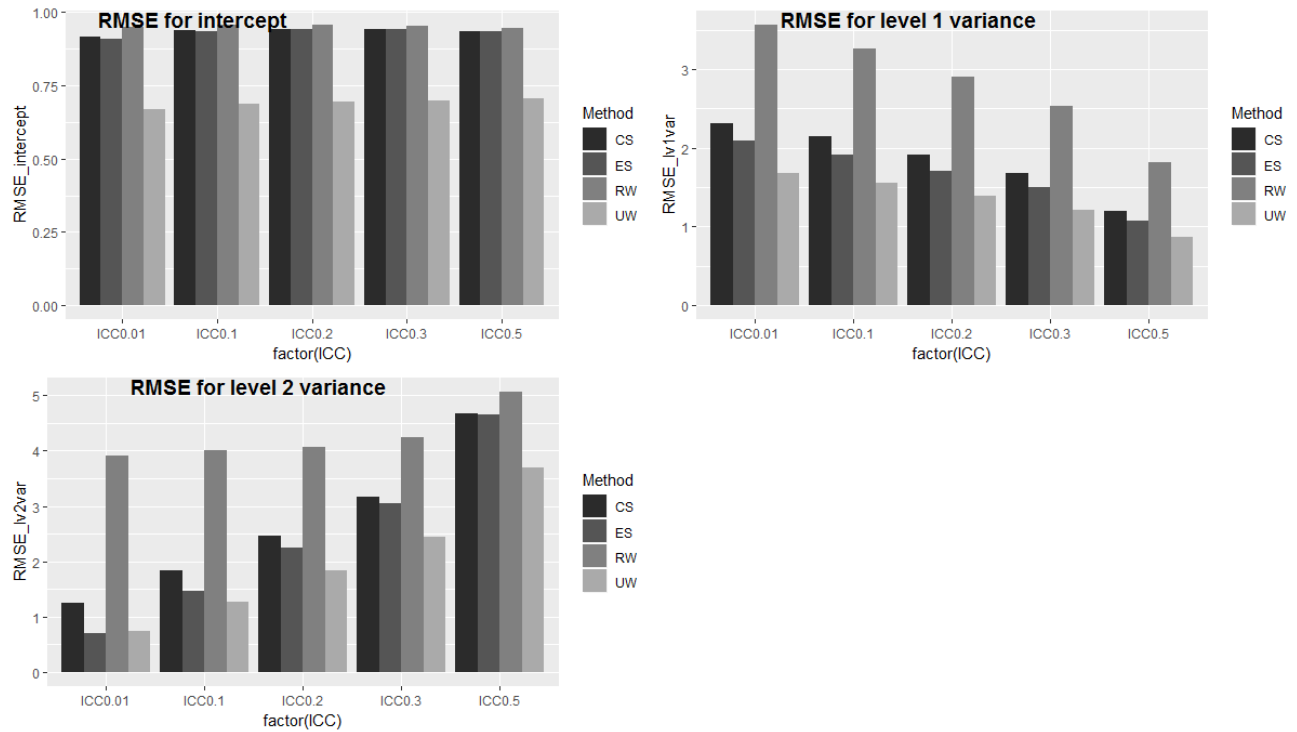 RMSE for intercept
1.00
0.75
0.50
0.25
0.00
RMSE_intercept
ICC0.01 ICC0.1 ICC0.2 ICC0.3 ICC0.5
factor(ICC)
Method
CS
ES
RW
UW
RMSE for level 1 variance
3
2
1
0
RMSE_lv1var
ICC0.01 ICC0.1 ICC0.2 ICC0.3 ICC0.5
factor(ICC)
Method
CS
ES
RW
UW
RMSE for level 2 variance
5
4
3
2
1
0
RMSE_lv2var
ICC0.01 ICC0.1 ICC0.2 ICC0.3 ICC0.5
factor(ICC)
Method
CS
ES
RW
UW